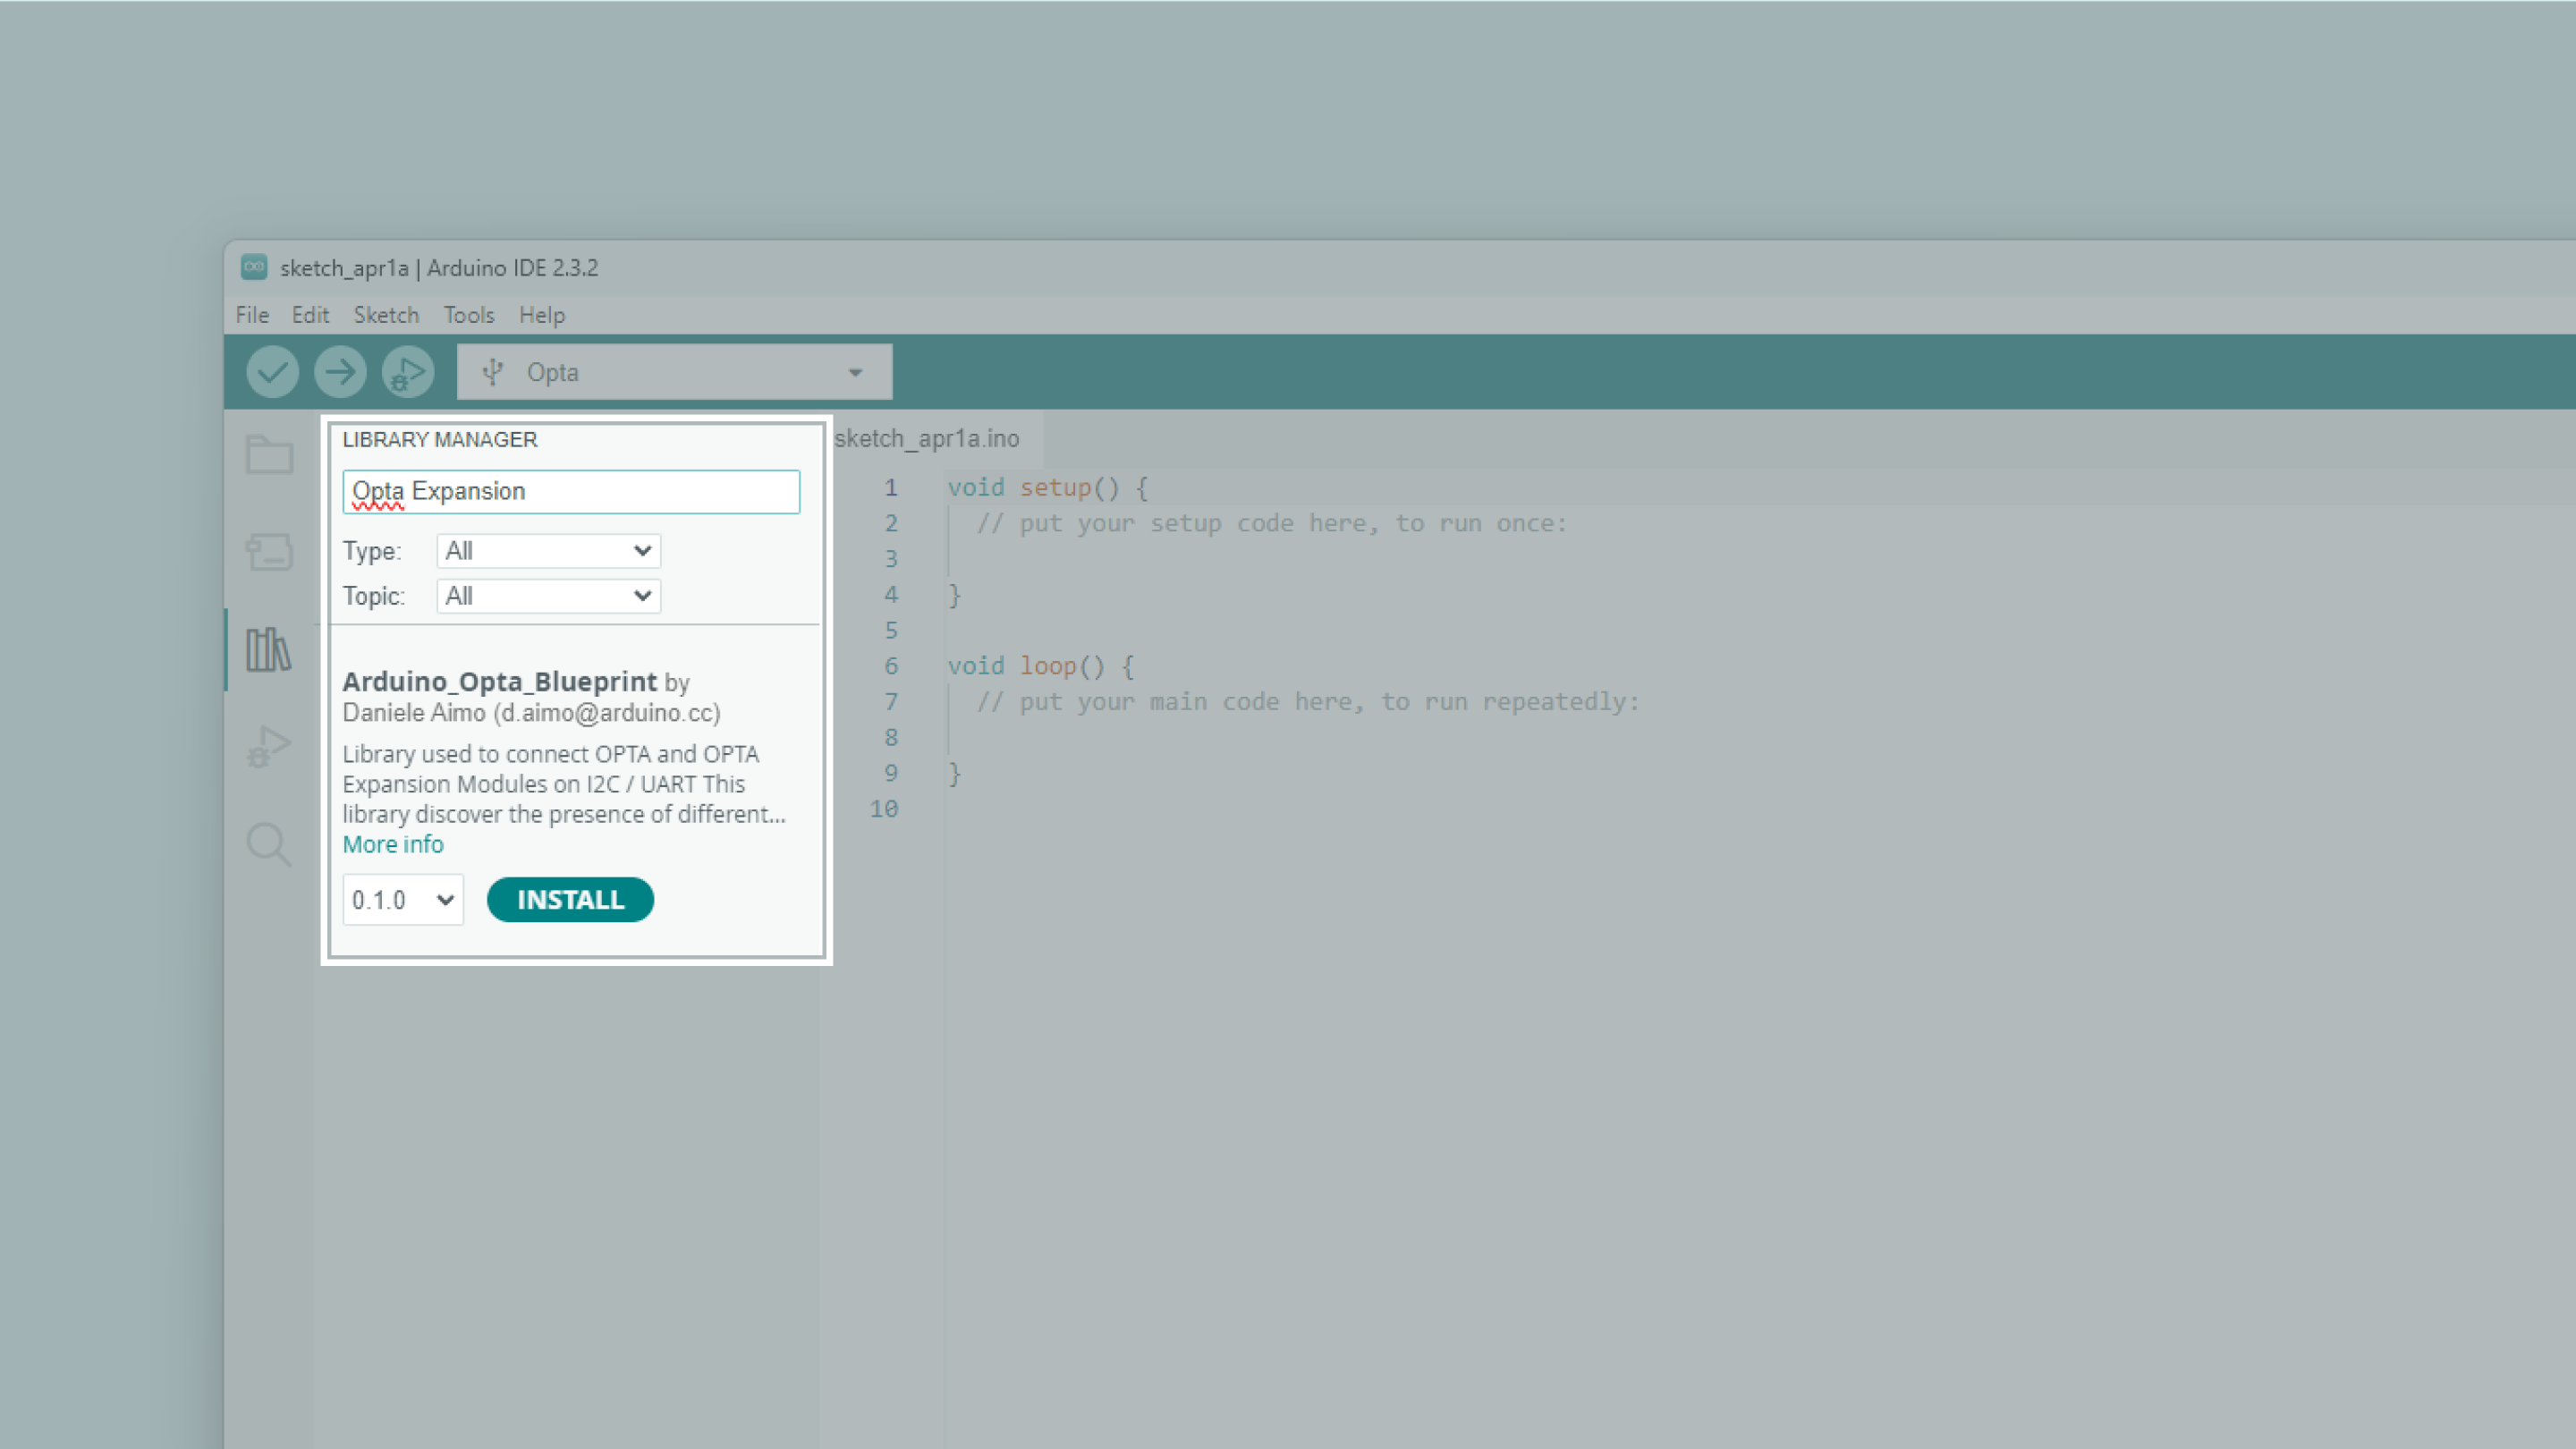 sketch_apr1a | Arduino IDE 2.3.2
File Edit Sketch Tools Help
Opta
LIBRARY MANAGER
Opta Expansion
Type: All
Topic: All
Arduino_Opta_Blueprint by
Daniele Aimo (d.aimo@arduino.cc)
Library used to connect OPTA and OPTA
Expansion Modules on I2C / UART This
library discover the presence of different...
More info
0.1.0 INSTALL
sketch_apr1a.ino
1 void setup() {
2 // put your setup code here, to run once:
3
4 }
5
6 void loop() {
7 // put your main code here, to run repeatedly:
8
9 }
10